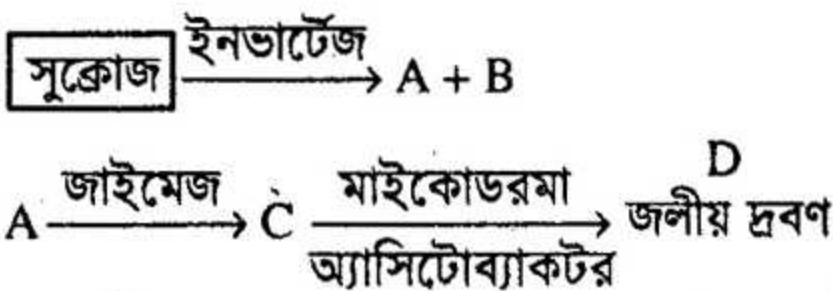 সুক্রোজ ইনভার্টেজ → A + B
A জাইমেজ → C মাইকোডরমা অ্যাসিটোব্যাকটর → D জলীয় দ্রবণ